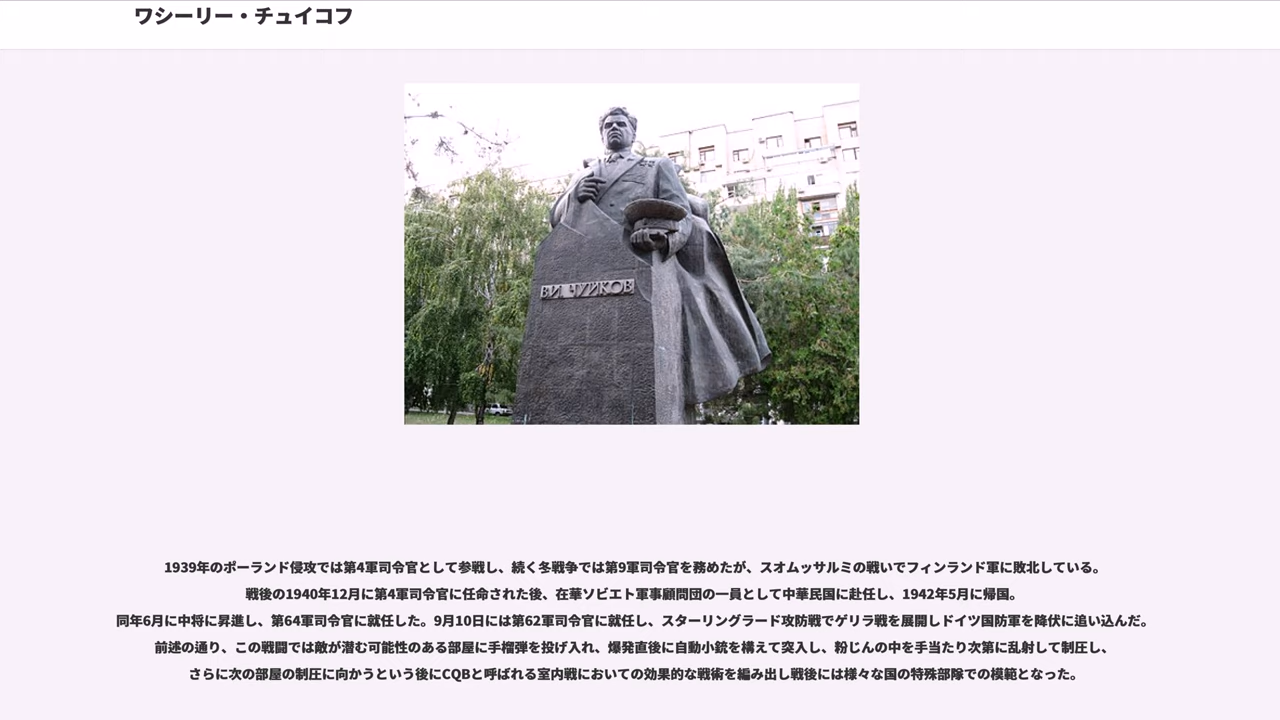 ワシーリー・チュイコフ
В.И. ЧУЙКОВ
1939年のポーランド侵攻では第4軍司令官として参戦し、続く冬戦争では第9軍司令官を務めたが、スオムッサルミの戦いでフィンランド軍に敗北している。
戦後の1940年12月に第4軍司令官に任命された後、在華ソビエト軍事顧問団の一員として中華民国に赴任し、1942年5月に帰国。
同年6月に中将に昇進し、第64軍司令官に就任した。9月10日には第62軍司令官に就任し、スターリングラード攻防戦でゲリラ戦を展開しドイツ国防軍を降伏に追い込んだ。
前述の通り、この戦闘では敵が潜む可能性のある部屋に手榴弾を投げ入れ、爆発直後に自動小銃を構えて突入し、粉じんの中を手当たり次第に乱射して制圧し、
さらに次の部屋の制圧に向かうという後にCQBと呼ばれる室内戦においての効果的な戦術を編み出し戦後には様々な国の特殊部隊での模範となった。